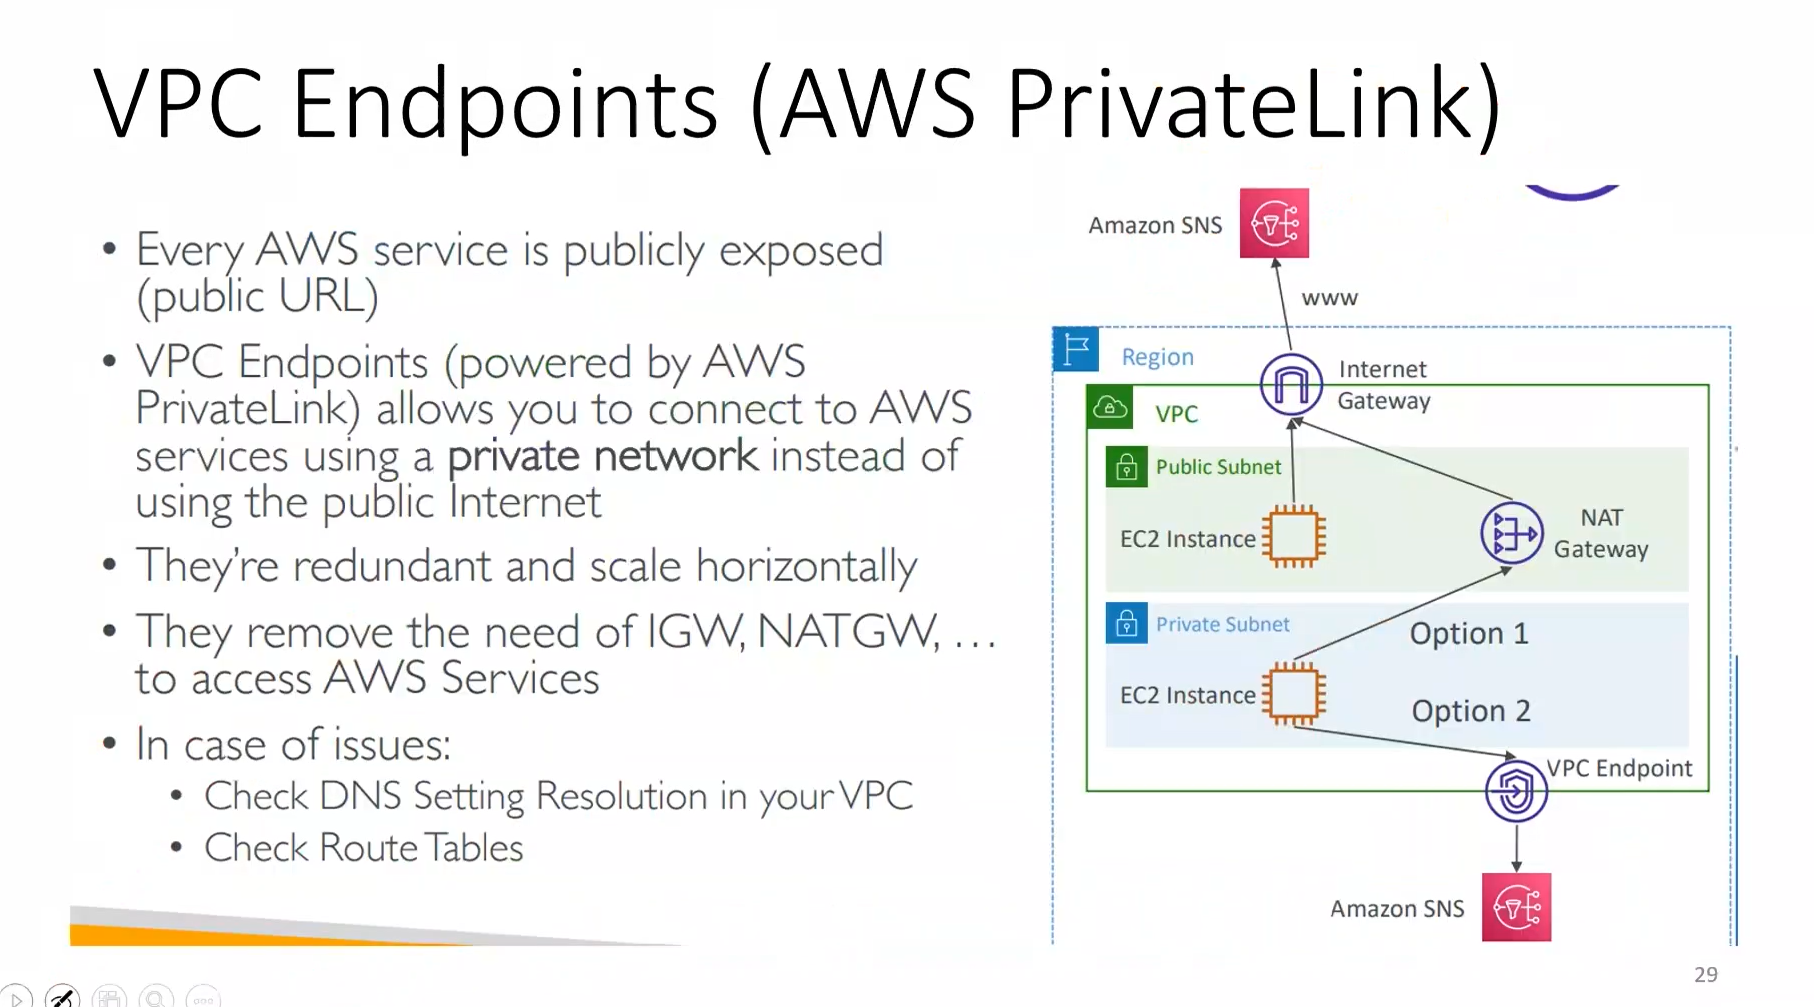 VPC Endpoints (AWS PrivateLink)
• Every AWS service is publicly exposed
(public URL)
• VPC Endpoints (powered by AWS
PrivateLink) allows you to connect to AWS
services using a private network instead of
using the public Internet
• They’re redundant and scale horizontally
• They remove the need of IGW, NATGW, …
to access AWS Services
• In case of issues:
• Check DNS Setting Resolution in your VPC
• Check Route Tables
Amazon SNS
www
Region
Internet
Gateway
VPC
Public Subnet
EC2 Instance
NAT
Gateway
Private Subnet
Option 1
EC2 Instance
Option 2
VPC Endpoint
Amazon SNS
29